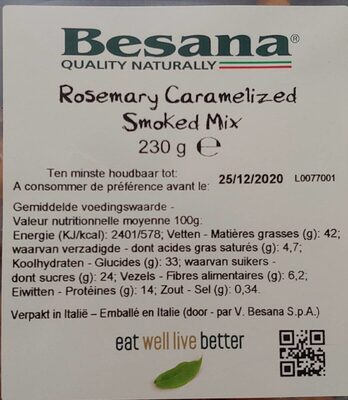 Besana®
QUALITY NATURALLY
Rosemary Caramelized
Smoked Mix
230 g ℮
Ten minste houdbaar tot:
A consommer de préférence avant le: 25/12/2020 L0077001
Gemiddelde voedingswaarde -
Valeur nutritionnelle moyenne 100g:
Energie (KJ/kcal): 2401/578; Vetten - Matières grasses (g): 42;
waarvan verzadigde - dont acides gras saturés (g): 4,7;
Koolhydraten - Glucides (g): 33; waarvan suikers -
dont sucres (g): 24; Vezels - Fibres alimentaires (g): 6,2;
Eiwitten - Protéines (g): 14; Zout - Sel (g): 0,34.
Verpakt in Italië – Emballé en Italie (door - par V. Besana S.p.A.)
eat well live better